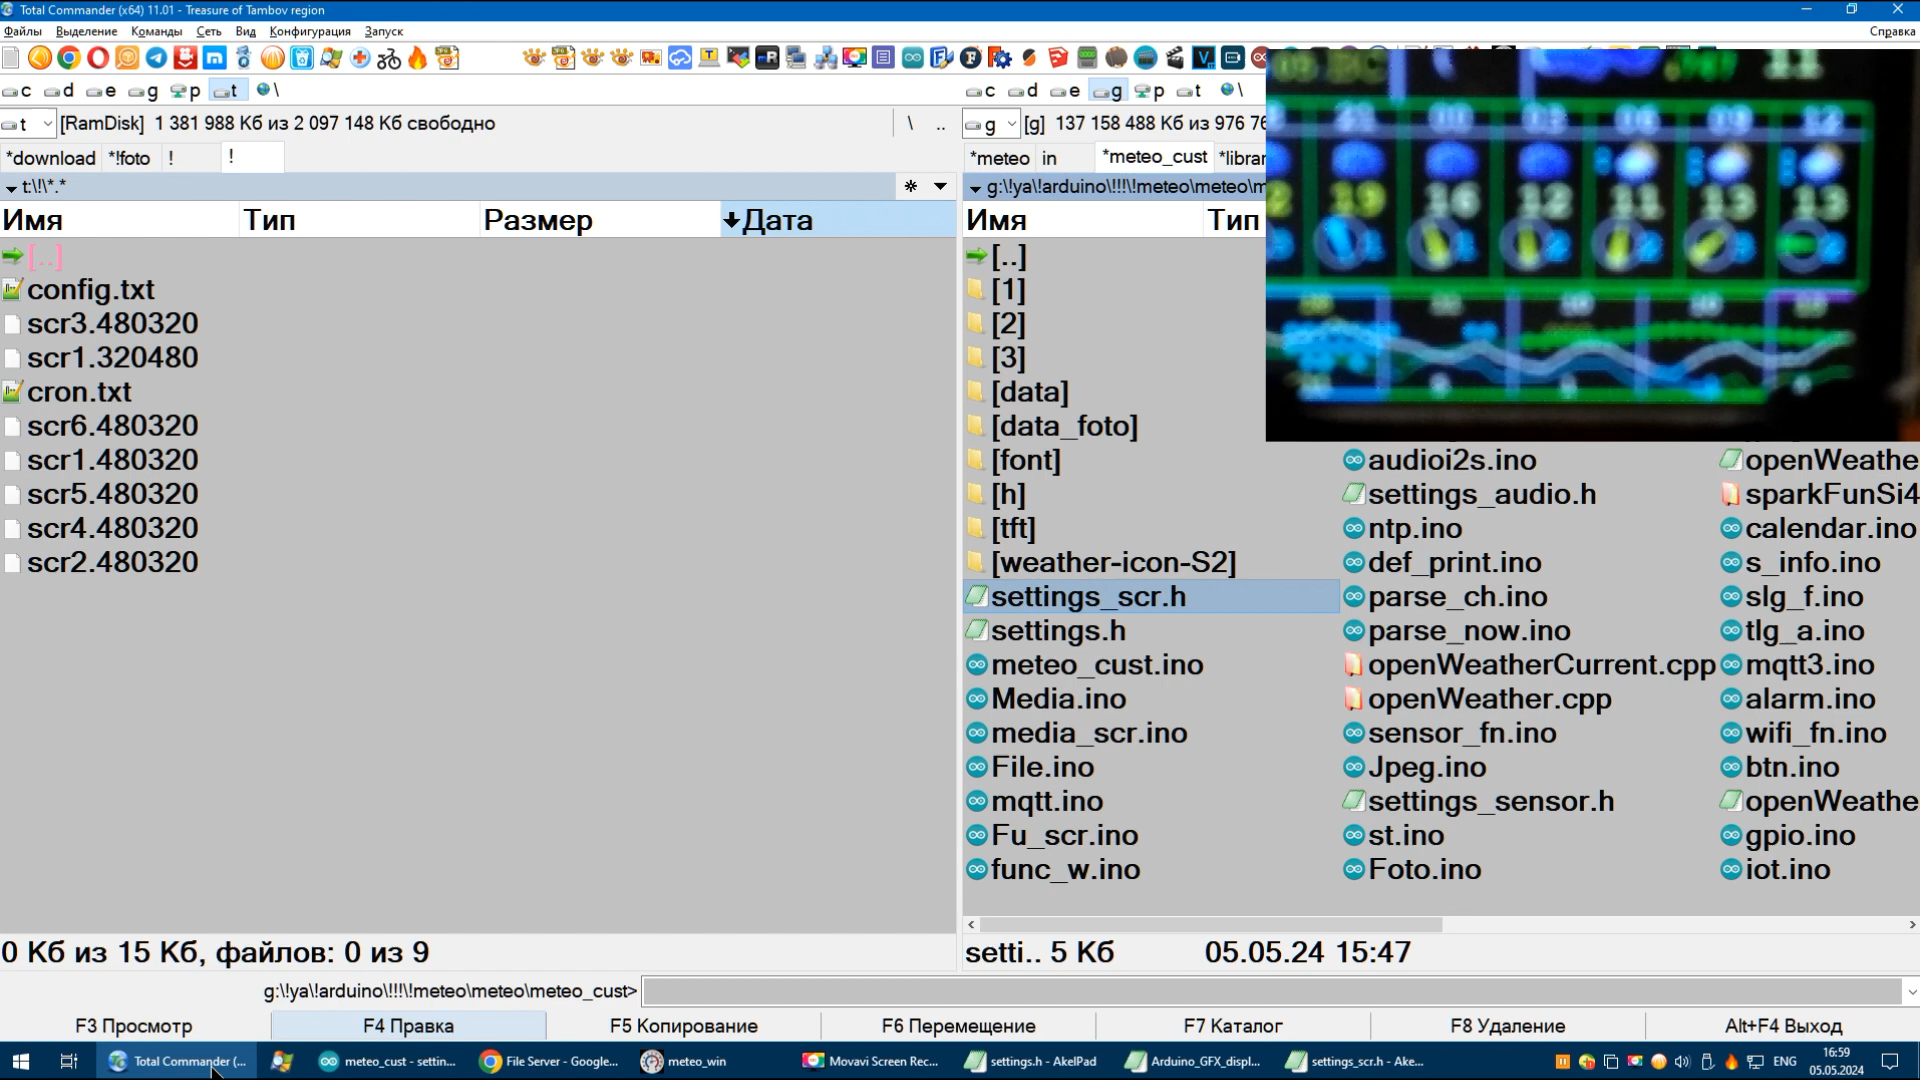 Total Commander (x64) 11.01 - Treasure of Tambov region
Файлы Выделение Команды Сеть Вид Конфигурация Запуск
Справка
c d e g p t \
c d e g p t \
t [RamDisk] 1 381 988 Кб из 2 097 148 Кб свободно \ ..
g [g] 137 158 488 Кб из 976 76
*download *!foto ! !
*meteo in *meteo_cust *librar
t:\!\*.*
g:\!ya\!arduino\!!!\!meteo\meteo\m
Имя Тип Размер Дата
Имя Тип
[..]
config.txt
scr3.480320
scr1.320480
cron.txt
scr6.480320
scr1.480320
scr5.480320
scr4.480320
scr2.480320
[..]
[1]
[2]
[3]
[data]
[data_foto]
[font]
[h]
[tft]
[weather-icon-S2]
settings_scr.h
settings.h
meteo_cust.ino
Media.ino
media_scr.ino
File.ino
mqtt.ino
Fu_scr.ino
func_w.ino
audioi2s.ino
settings_audio.h
ntp.ino
def_print.ino
parse_ch.ino
parse_now.ino
openWeatherCurrent.cpp
openWeather.cpp
sensor_fn.ino
Jpeg.ino
settings_sensor.h
st.ino
Foto.ino
openWeathe
sparkFunSi4
calendar.ino
s_info.ino
slg_f.ino
tlg_a.ino
mqtt3.ino
alarm.ino
wifi_fn.ino
btn.ino
openWeathe
gpio.ino
iot.ino
19 16 12 11 13 13
0 Кб из 15 Кб, файлов: 0 из 9
setti.. 5 Кб 05.05.24 15:47
g:\!ya\!arduino\!!!\!meteo\meteo\meteo_cust>
F3 Просмотр F4 Правка F5 Копирование F6 Перемещение F7 Каталог F8 Удаление Alt+F4 Выход
Total Commander (... meteo_cust - settin... File Server - Google... meteo_win Movavi Screen Rec... settings.h - AkelPad Arduino_GFX_displ... settings_scr.h - Ake... ENG
16:59
05.05.2024